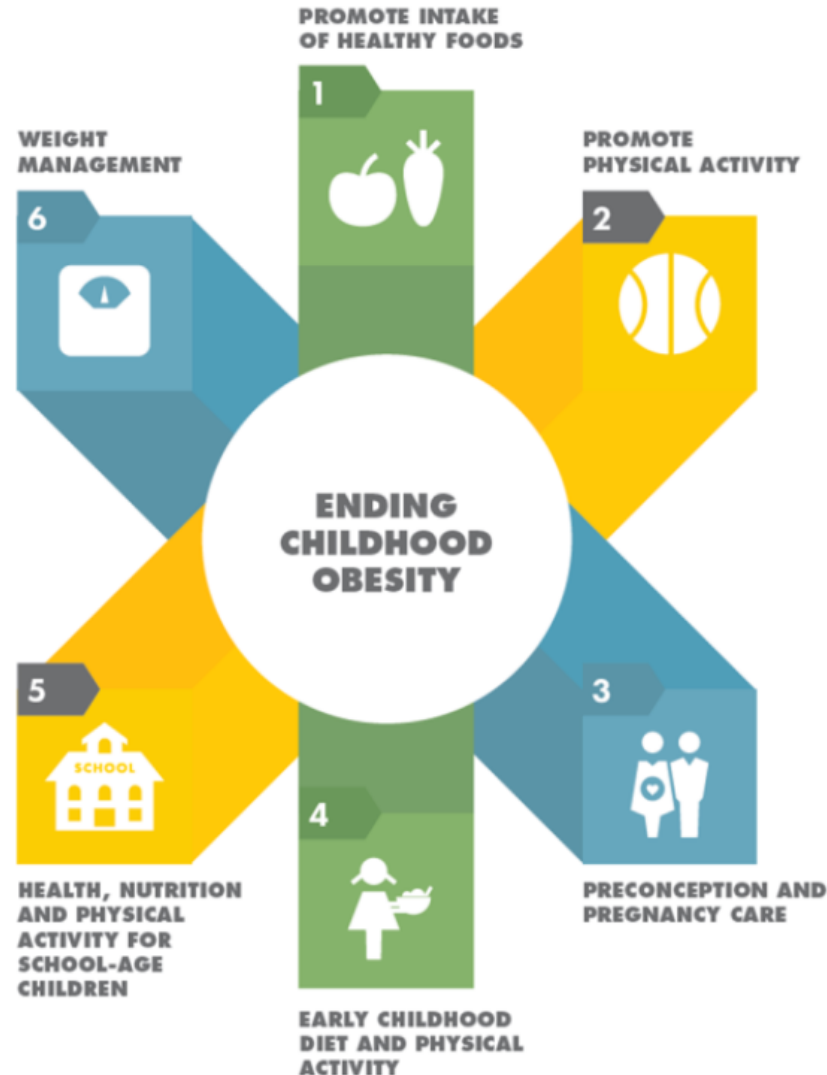 PROMOTE INTAKE
OF HEALTHY FOODS
1
PROMOTE
PHYSICAL ACTIVITY
2
PRECONCEPTION AND
PREGNANCY CARE
3
EARLY CHILDHOOD
DIET AND PHYSICAL
ACTIVITY
4
HEALTH, NUTRITION
AND PHYSICAL
ACTIVITY FOR
SCHOOL-AGE
CHILDREN
5
SCHOOL
WEIGHT
MANAGEMENT
6
ENDING
CHILDHOOD
OBESITY